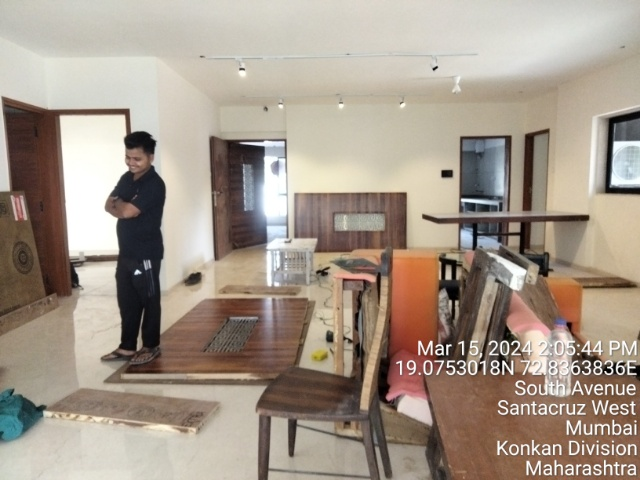 Mar 15, 2024 2:05:44 PM
19.0753018N 72.8363836E
South Avenue
Santacruz West
Mumbai
Konkan Division
Maharashtra